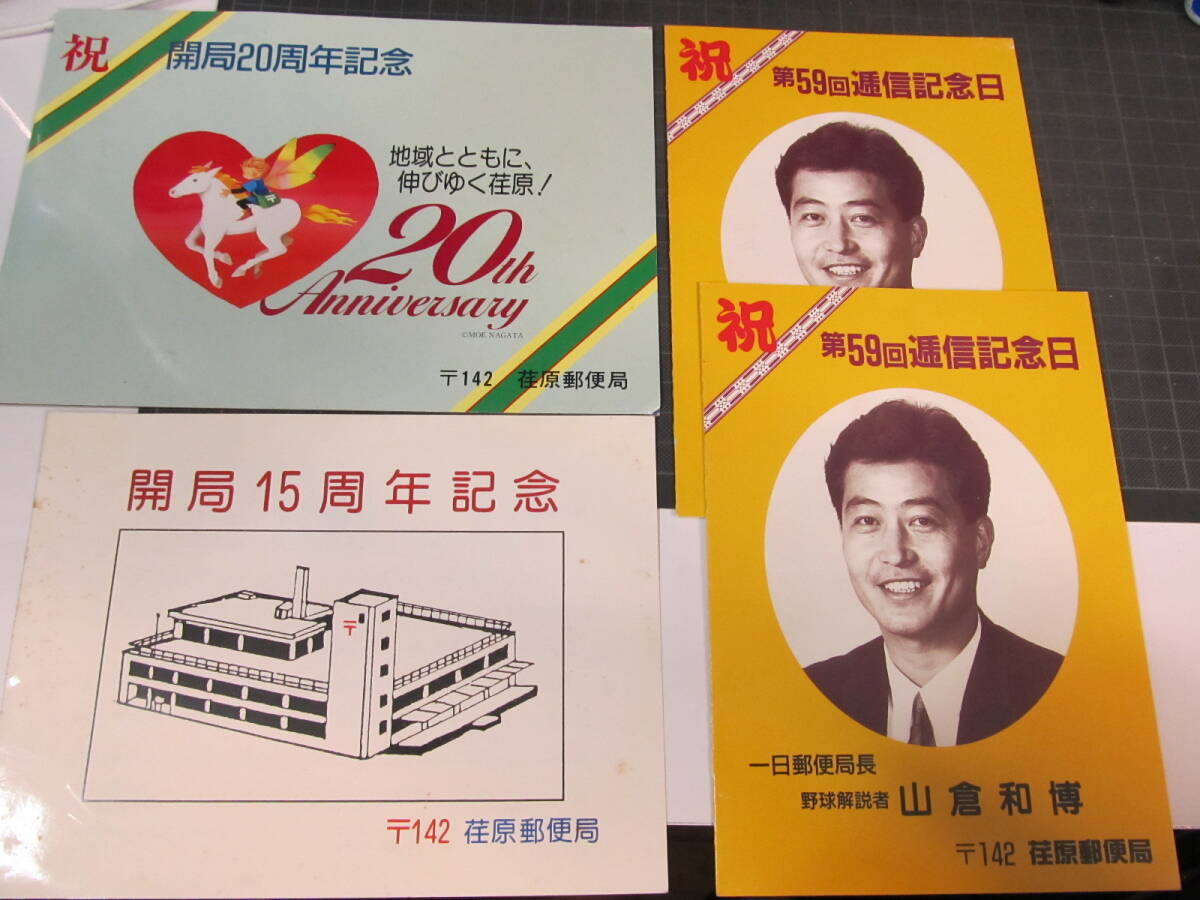 祝
開局20周年記念
地域とともに、
伸びゆく荏原!
20th
Anniversary
©MOE NAGATA
〒142 荏原郵便局
祝
第59回逓信記念日
開局15周年記念
〒
〒142 荏原郵便局
祝
第59回逓信記念日
一日郵便局長
野球解説者 山倉和博
〒142 荏原郵便局